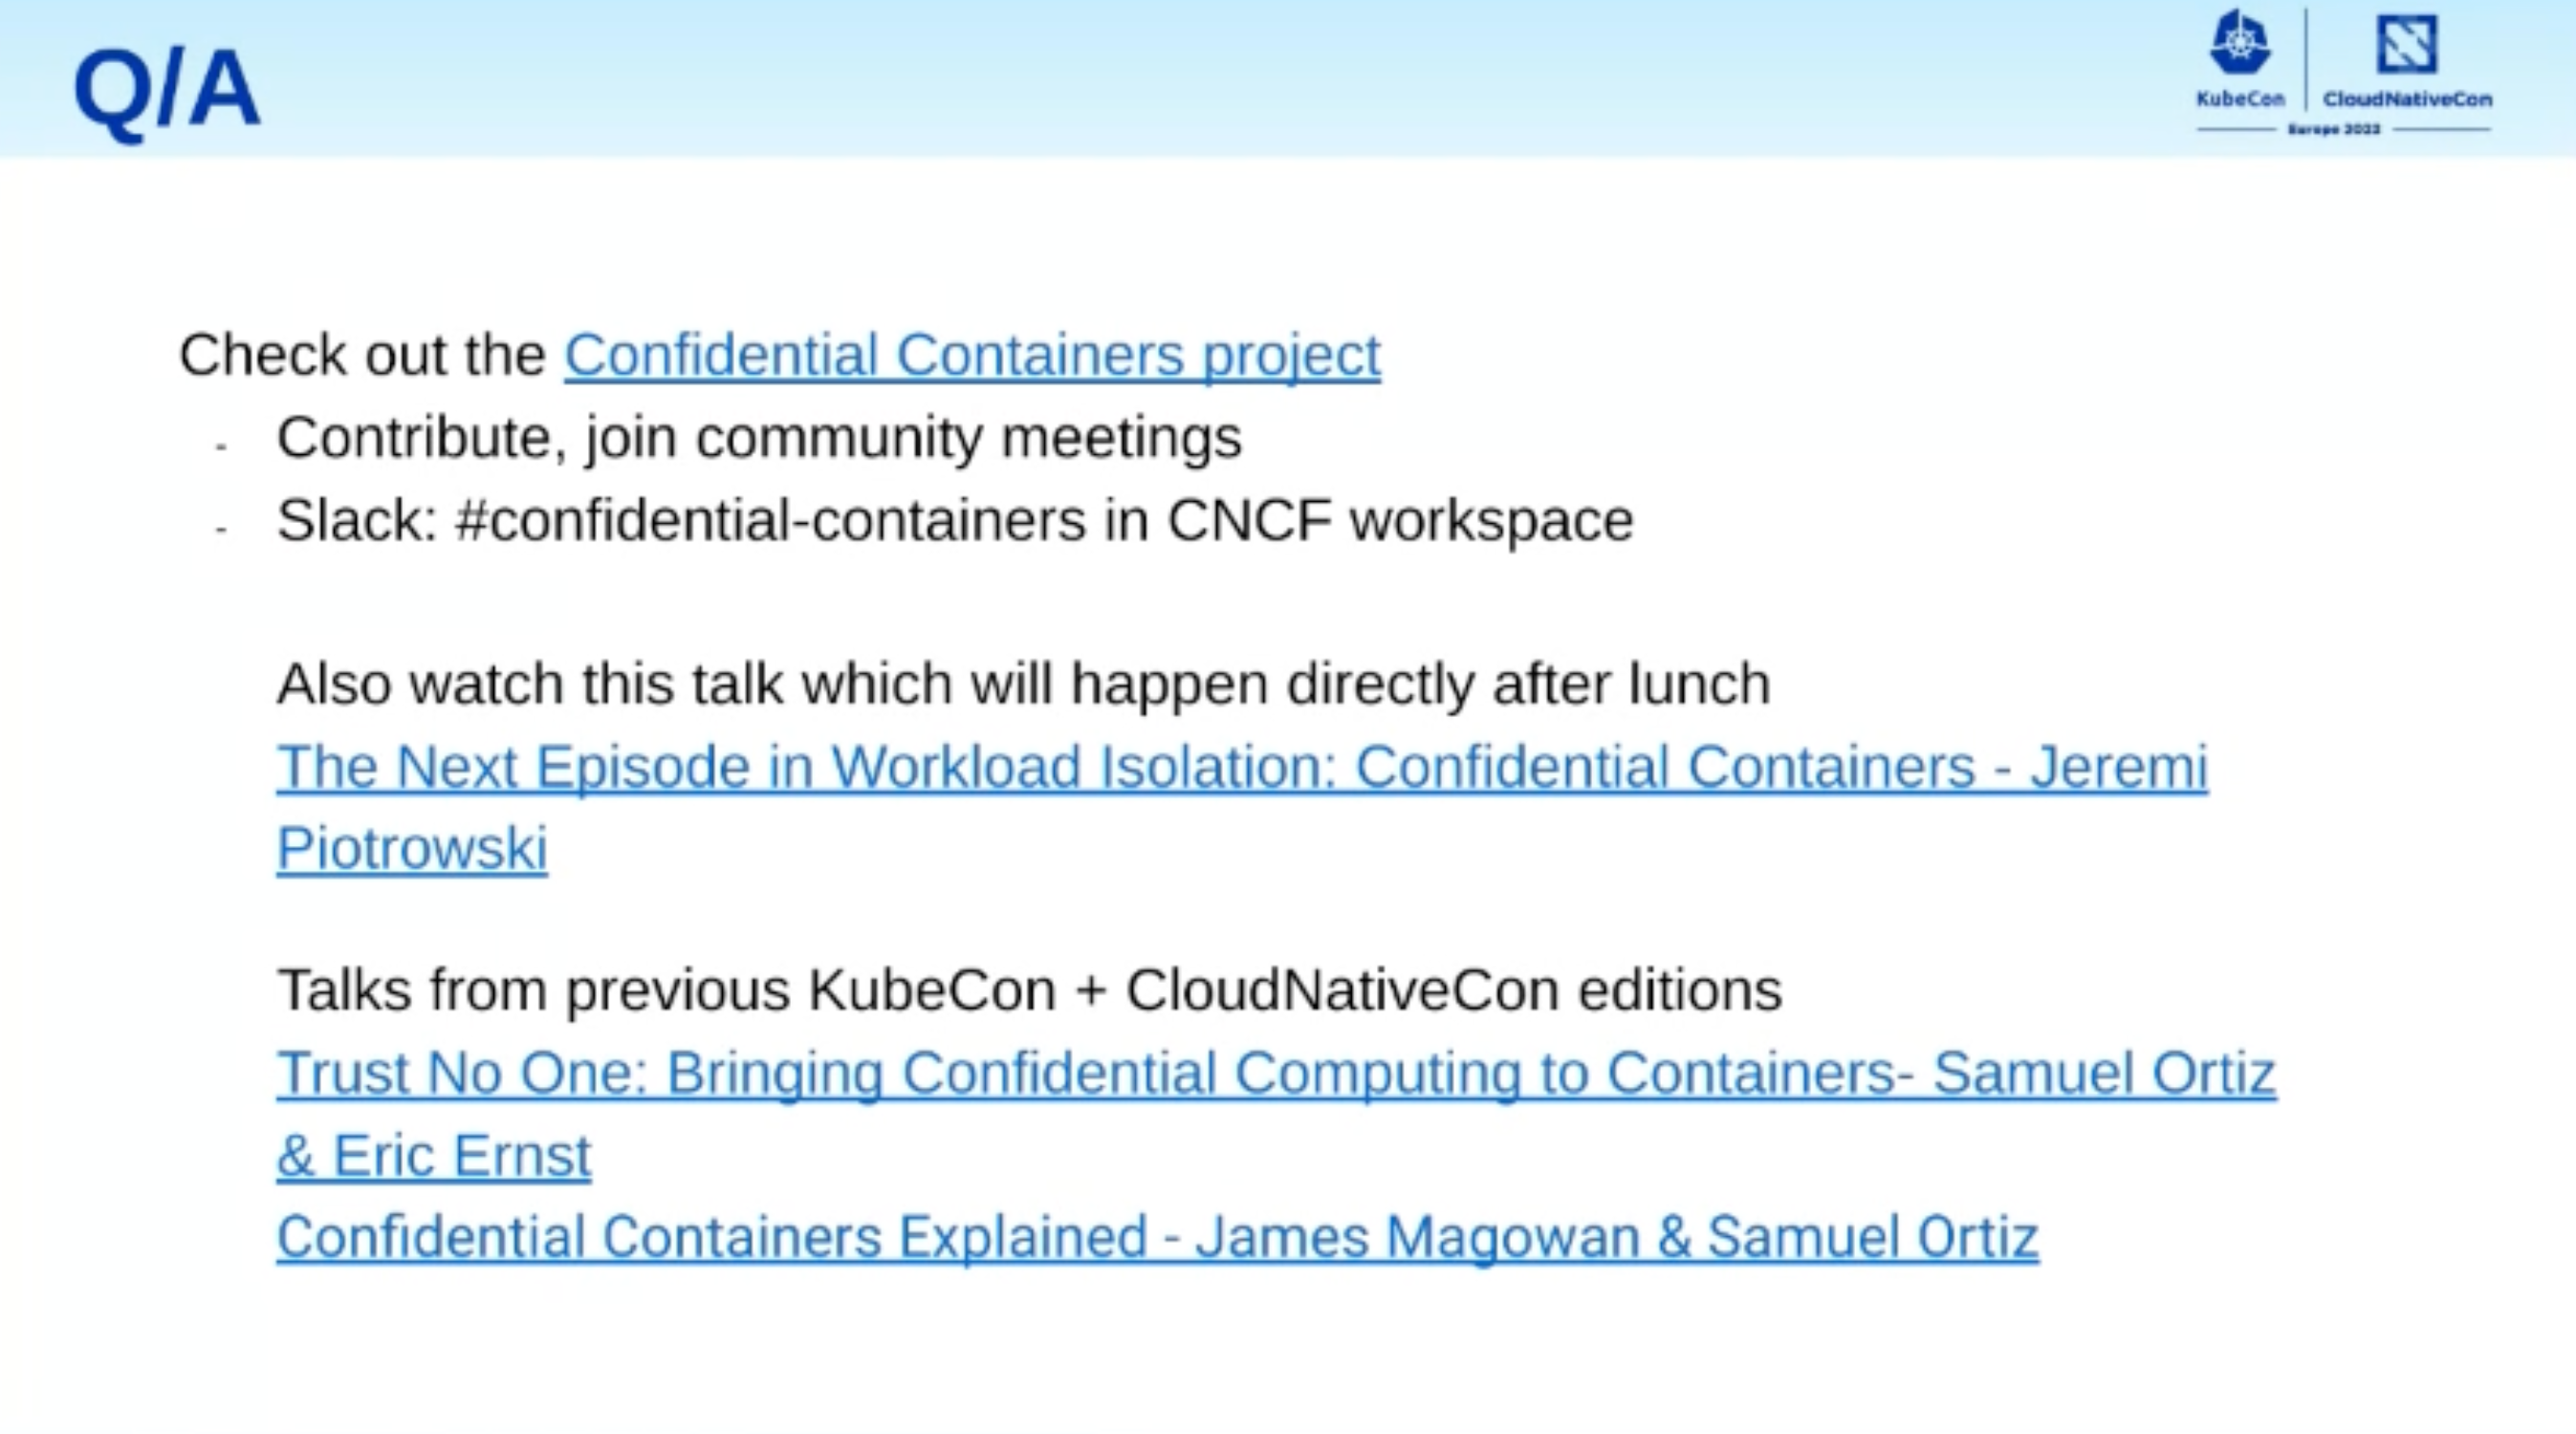 Q/A
KubeCon
CloudNativeCon
Europe
Check out the Confidential Containers project
- Contribute, join community meetings
- Slack: #confidential-containers in CNCF workspace
Also watch this talk which will happen directly after lunch
The Next Episode in Workload Isolation: Confidential Containers - Jeremi
Piotrowski
Talks from previous KubeCon + CloudNativeCon editions
Trust No One: Bringing Confidential Computing to Containers- Samuel Ortiz
& Eric Ernst
Confidential Containers Explained - James Magowan & Samuel Ortiz